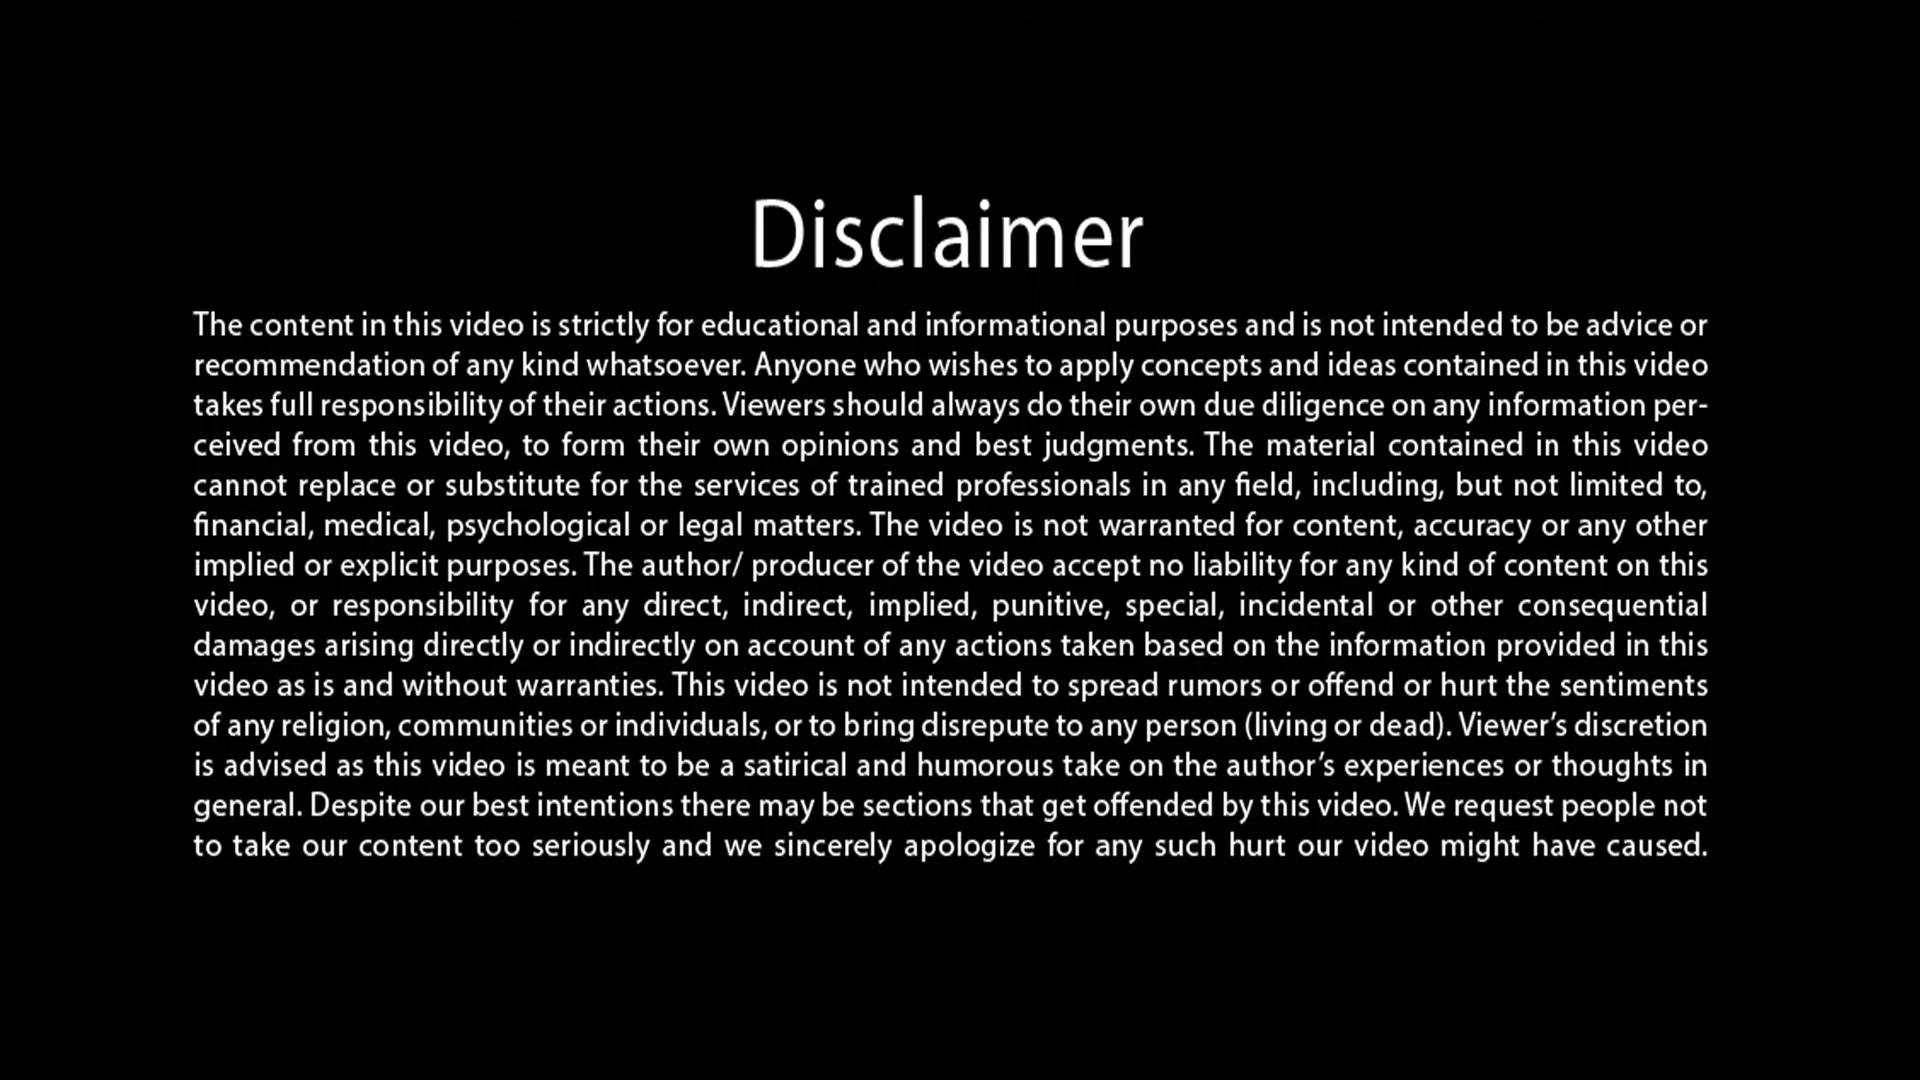 Disclaimer
The content in this video is strictly for educational and informational purposes and is not intended to be advice or
recommendation of any kind whatsoever. Anyone who wishes to apply concepts and ideas contained in this video
takes full responsibility of their actions. Viewers should always do their own due diligence on any information per-
ceived from this video, to form their own opinions and best judgments. The material contained in this video
cannot replace or substitute for the services of trained professionals in any field, including, but not limited to,
financial, medical, psychological or legal matters. The video is not warranted for content, accuracy or any other
implied or explicit purposes. The author/ producer of the video accept no liability for any kind of content on this
video, or responsibility for any direct, indirect, implied, punitive, special, incidental or other consequential
damages arising directly or indirectly on account of any actions taken based on the information provided in this
video as is and without warranties. This video is not intended to spread rumors or offend or hurt the sentiments
of any religion, communities or individuals, or to bring disrepute to any person (living or dead). Viewer’s discretion
is advised as this video is meant to be a satirical and humorous take on the author’s experiences or thoughts in
general. Despite our best intentions there may be sections that get offended by this video. We request people not
to take our content too seriously and we sincerely apologize for any such hurt our video might have caused.